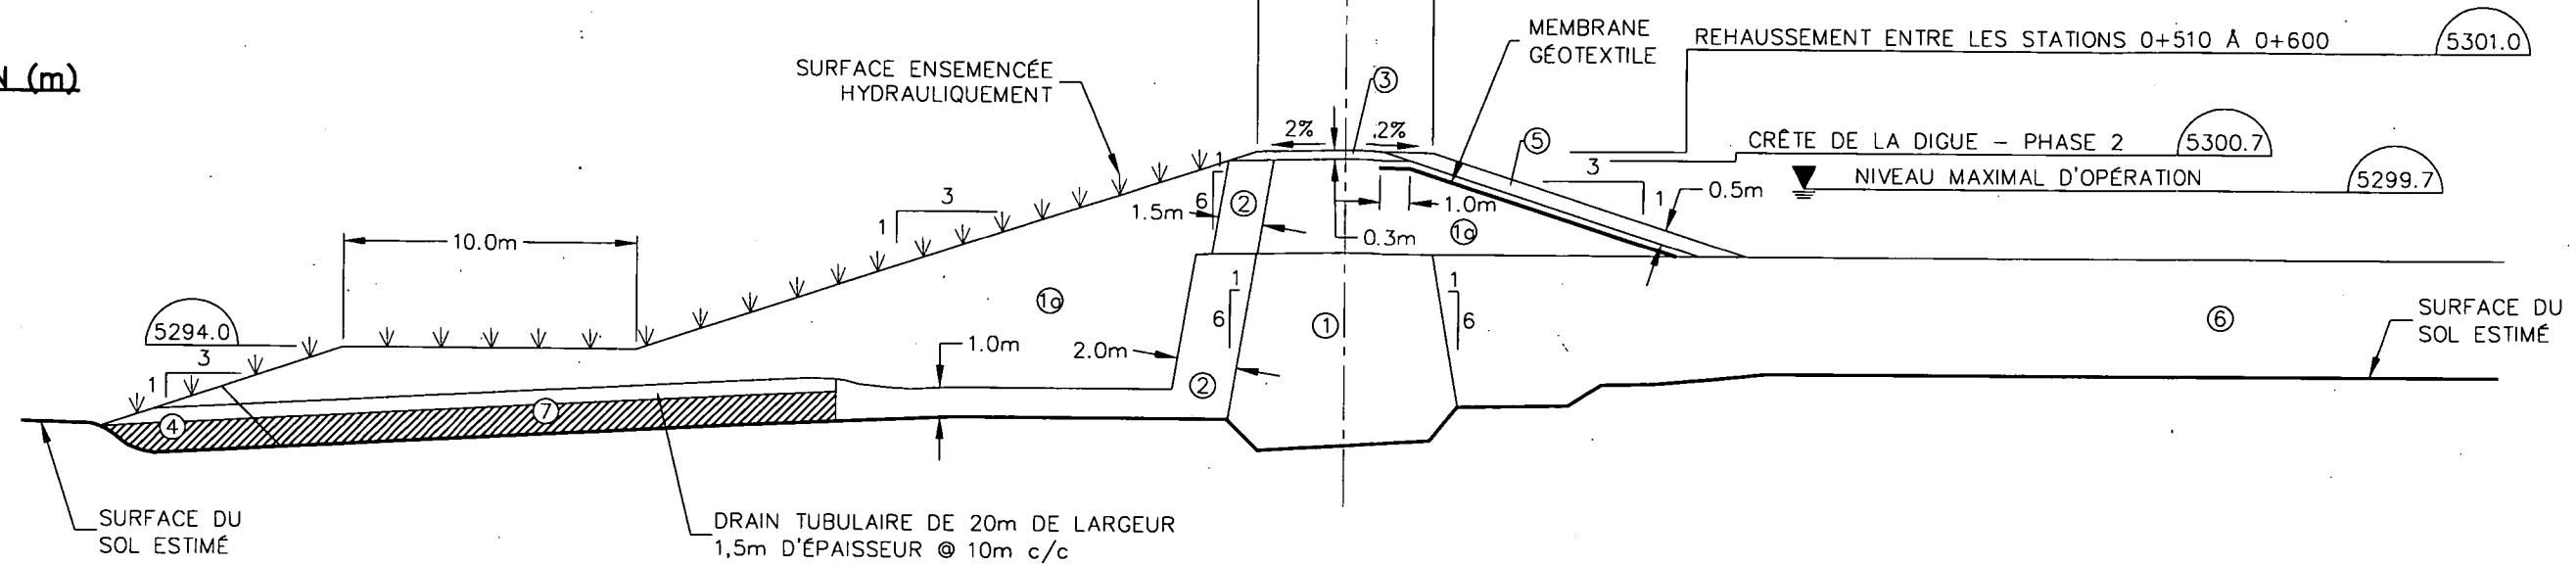 N (m)
SURFACE ENSEMENCÉE
HYDRAULIQUEMENT
MEMBRANE
GÉOTEXTILE
REHAUSSEMENT ENTRE LES STATIONS 0+510 À 0+600
5301.0
CRÊTE DE LA DIGUE – PHASE 2
5300.7
NIVEAU MAXIMAL D'OPÉRATION
5299.7
2%
2%
3
5
3
1
0.5m
1
6
1.5m
2
1.0m
0.3m
1a
3
1
10.0m
1a
1
6
1
1
6
6
SURFACE DU
SOL ESTIMÉ
5294.0
3
1
1.0m
2.0m
2
4
7
SURFACE DU
SOL ESTIMÉ
DRAIN TUBULAIRE DE 20m DE LARGEUR
1,5m D'ÉPAISSEUR @ 10m c/c